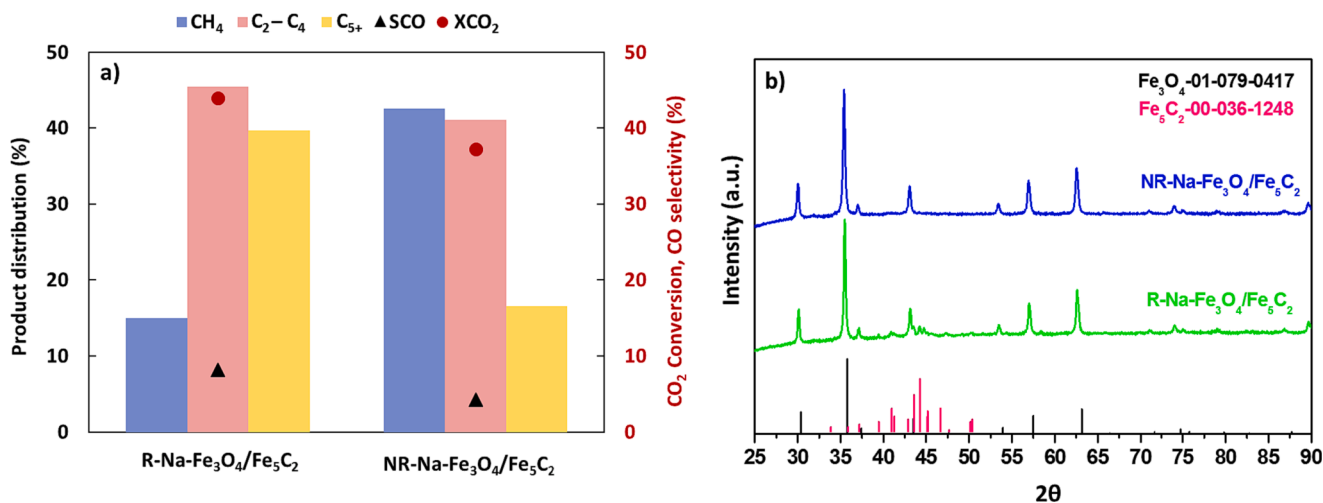 CH₄ C₂–C₄ C₅₊ SCO XCO₂
a)
50
40
30
20
10
0
Product distribution (%)
50
40
30
20
10
0
CO₂ Conversion, CO selectivity (%)
R-Na-Fe₃O₄/Fe₅C₂ NR-Na-Fe₃O₄/Fe₅C₂
b)
Fe₃O₄-01-079-0417
Fe₅C₂-00-036-1248
NR-Na-Fe₃O₄/Fe₅C₂
R-Na-Fe₃O₄/Fe₅C₂
Intensity (a.u.)
25 30 35 40 45 50 55 60 65 70 75 80 85 90
2θ